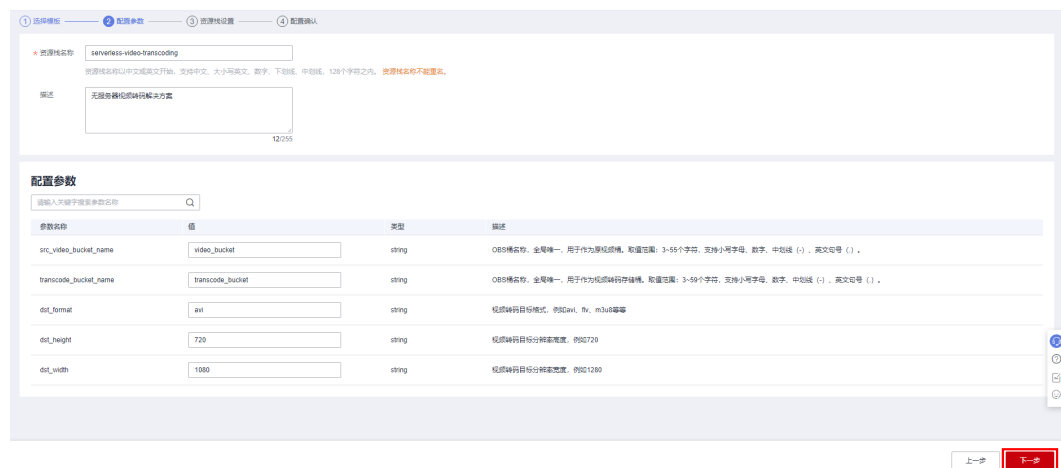 1 选择模板 2 配置参数 3 资源栈设置 4 配置确认
* 资源栈名称 serverless-video-transcoding
资源栈名称以中文或英文开始，支持中文、大小写英文、数字、下划线、中划线，128个字符之内。 资源栈名称不能重名。
描述 无服务器视频转码解决方案
12/255
配置参数
请输入关键字搜索参数名称
参数名称 值 类型 描述
src_video_bucket_name video_bucket string OBS桶名称，全局唯一，用于作为原视频桶。取值范围：3~55个字符，支持小写字母、数字、中划线（-）、英文句号（.）。
transcode_bucket_name transcode_bucket string OBS桶名称，全局唯一，用于作为视频转码存储桶。取值范围：3~59个字符，支持小写字母、数字、中划线（-）、英文句号（.）。
dst_format avi string 视频转码目标格式，例如avi、flv、m3u8等等
dst_height 720 string 视频转码目标分辨率高度，例如720
dst_width 1080 string 视频转码目标分辨率宽度，例如1280
上一步 下一步